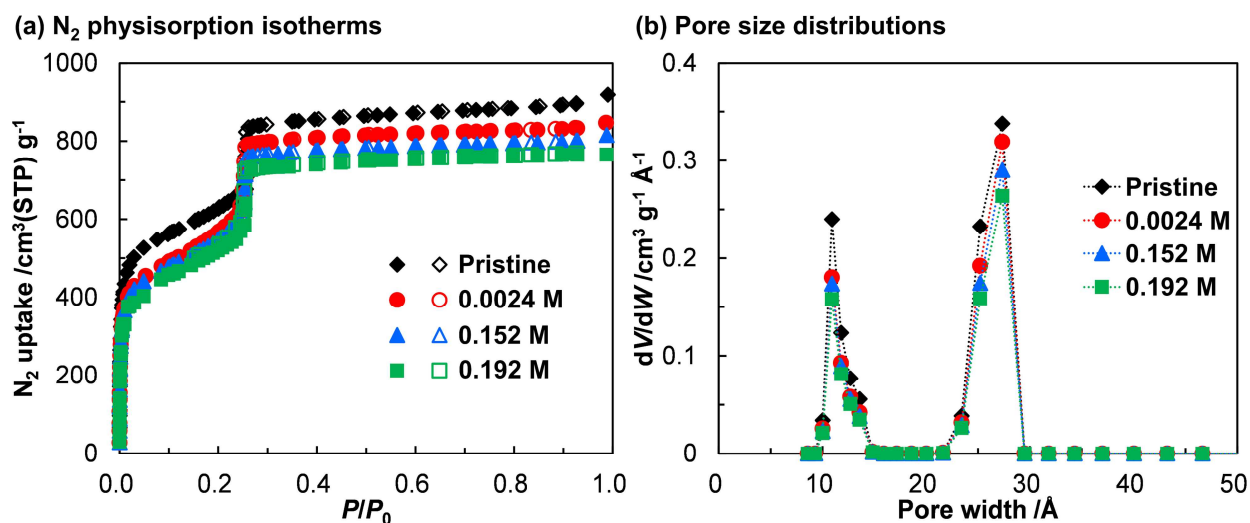 (a) N₂ physisorption isotherms
1000
800
600
400
200
0
0.0 0.2 0.4 0.6 0.8 1.0
N₂ uptake /cm³(STP) g⁻¹
P/P₀
Pristine
0.0024 M
0.152 M
0.192 M
(b) Pore size distributions
0.4
0.3
0.2
0.1
0
0 10 20 30 40 50
dV/dW /cm³ g⁻¹ Å⁻¹
Pore width /Å
Pristine
0.0024 M
0.152 M
0.192 M